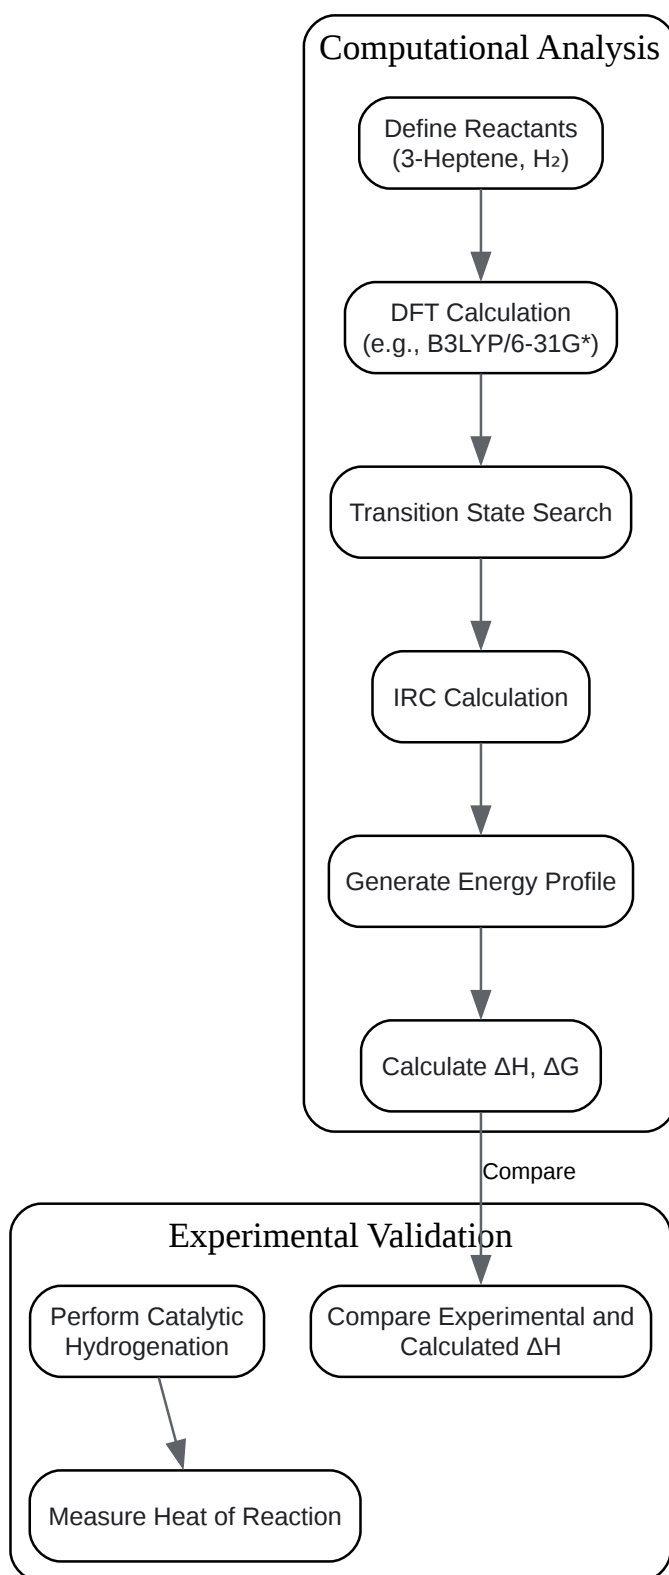 Computational Analysis
Define Reactants
(3-Heptene, H₂)
DFT Calculation
(e.g., B3LYP/6-31G*)
Transition State Search
IRC Calculation
Generate Energy Profile
Calculate ΔH, ΔG
Compare
Experimental Validation
Perform Catalytic
Hydrogenation
Compare Experimental and
Calculated ΔH
Measure Heat of Reaction